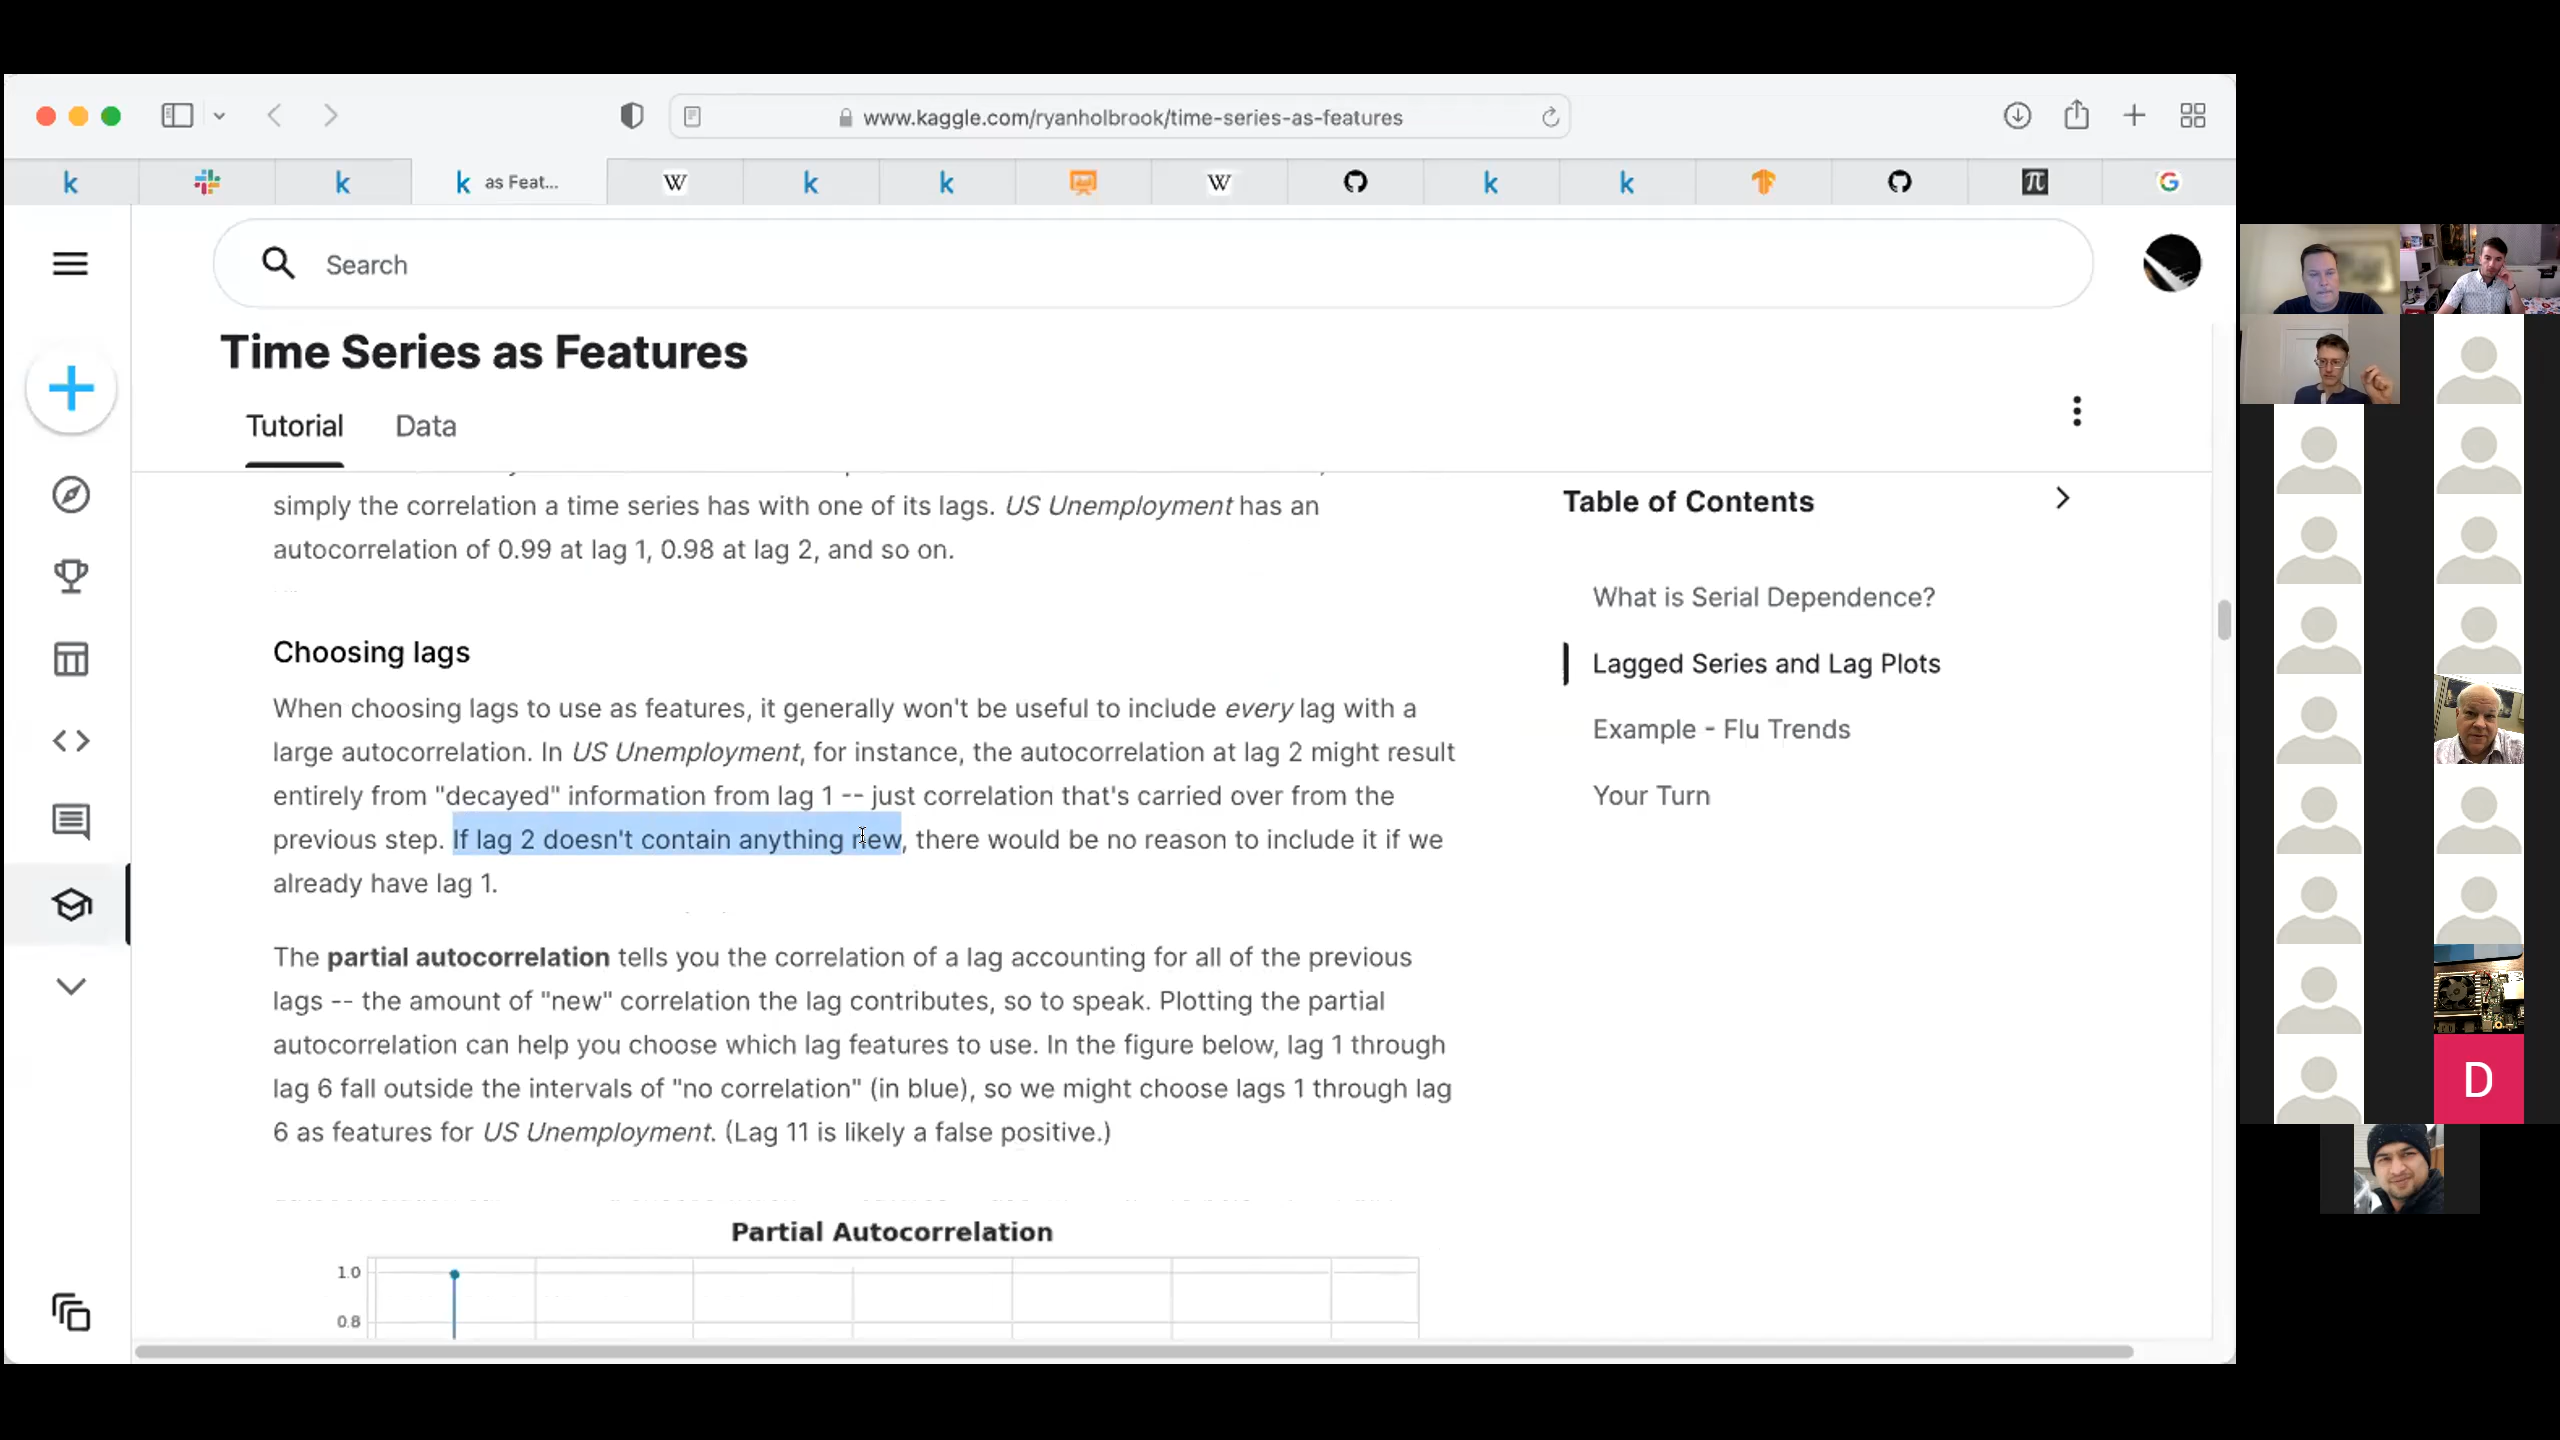 www.kaggle.com/ryanholbrook/time-series-as-features
k
k
k as Feat...
W
k
k
W
k
k
π
G
Search
Time Series as Features
Tutorial Data
simply the correlation a time series has with one of its lags. US Unemployment has an
autocorrelation of 0.99 at lag 1, 0.98 at lag 2, and so on.
Choosing lags
When choosing lags to use as features, it generally won't be useful to include every lag with a
large autocorrelation. In US Unemployment, for instance, the autocorrelation at lag 2 might result
entirely from "decayed" information from lag 1 -- just correlation that's carried over from the
previous step. If lag 2 doesn't contain anything new, there would be no reason to include it if we
already have lag 1.
The partial autocorrelation tells you the correlation of a lag accounting for all of the previous
lags -- the amount of "new" correlation the lag contributes, so to speak. Plotting the partial
autocorrelation can help you choose which lag features to use. In the figure below, lag 1 through
lag 6 fall outside the intervals of "no correlation" (in blue), so we might choose lags 1 through lag
6 as features for US Unemployment. (Lag 11 is likely a false positive.)
Partial Autocorrelation
1.0
0.8
Table of Contents
What is Serial Dependence?
Lagged Series and Lag Plots
Example - Flu Trends
Your Turn
D